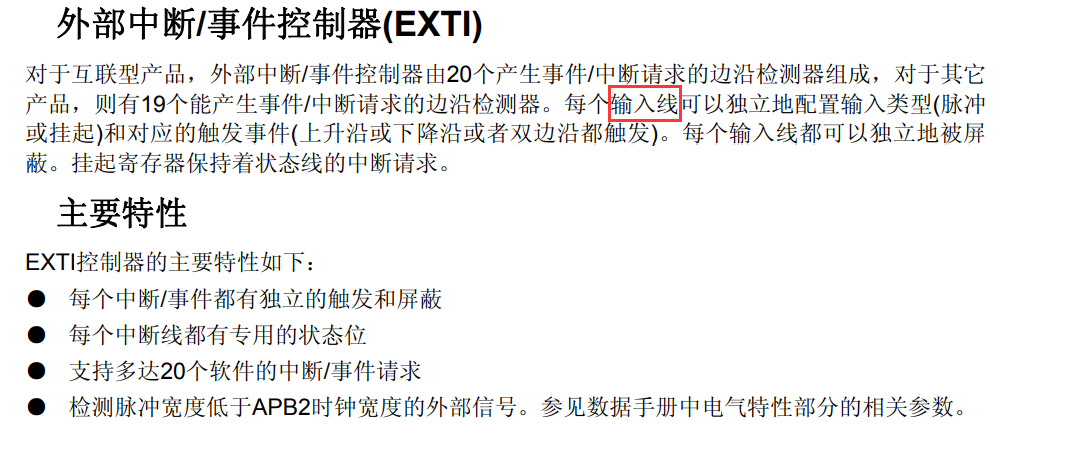 外部中断/事件控制器(EXTI)
对于互联型产品，外部中断/事件控制器由20个产生事件/中断请求的边沿检测器组成，对于其它
产品，则有19个能产生事件/中断请求的边沿检测器。每个输入线可以独立地配置输入类型(脉冲
或挂起)和对应的触发事件(上升沿或下降沿或者双边沿都触发)。每个输入线都可以独立地被屏
蔽。挂起寄存器保持着状态线的中断请求。
主要特性
EXTI控制器的主要特性如下：
● 每个中断/事件都有独立的触发和屏蔽
● 每个中断线都有专用的状态位
● 支持多达20个软件的中断/事件请求
● 检测脉冲宽度低于APB2时钟宽度的外部信号。参见数据手册中电气特性部分的相关参数。